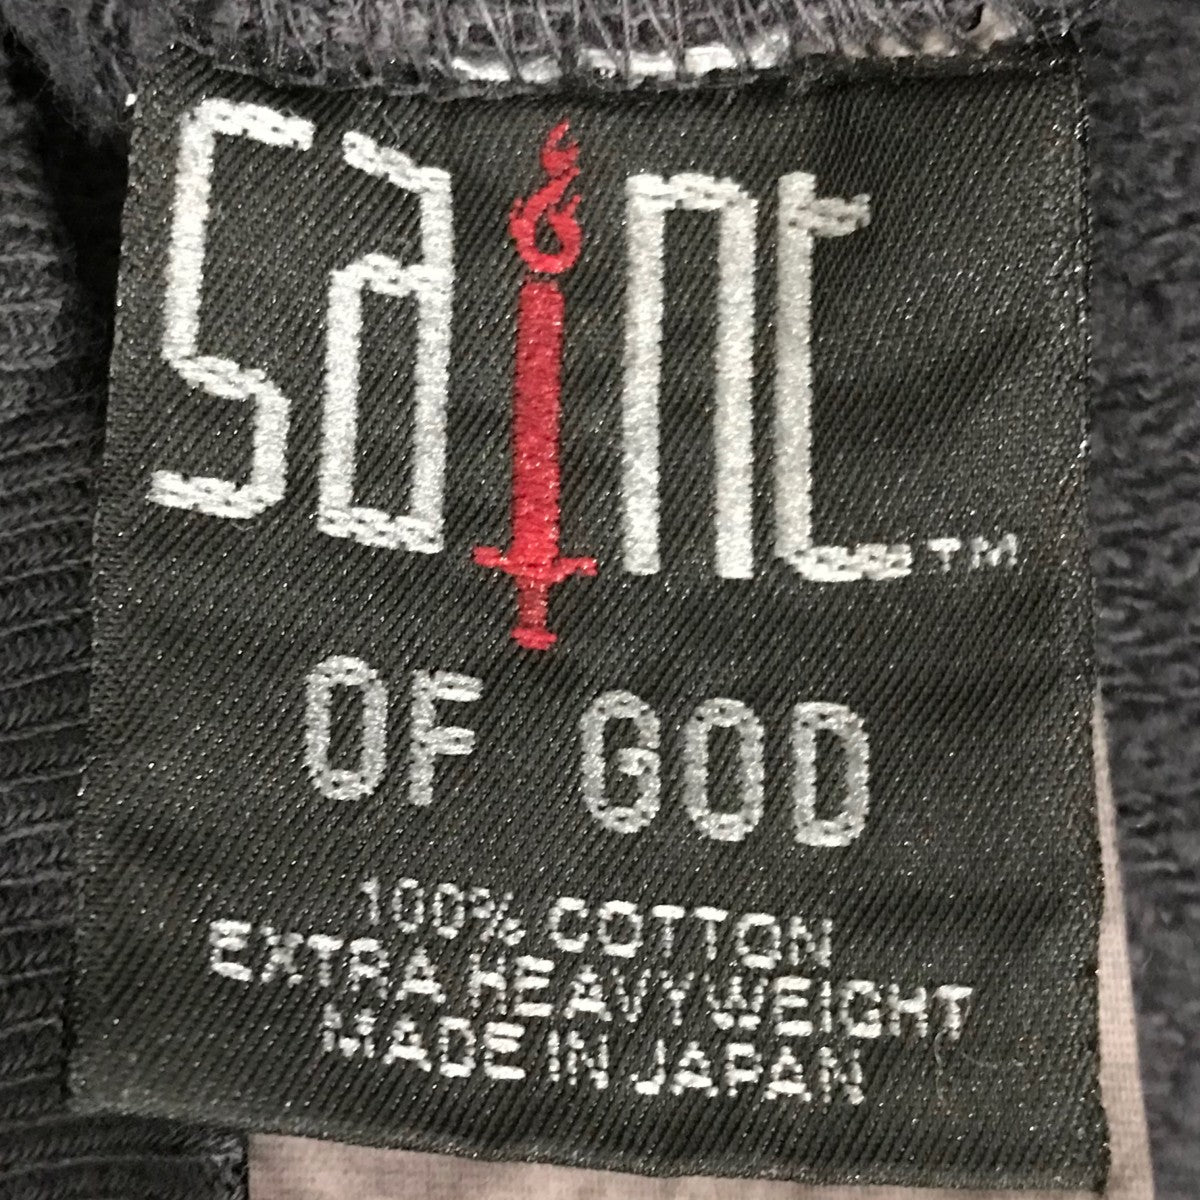 saint™
OF GOD
100% COTTON
EXTRA HEAVYWEIGHT
MADE IN JAPAN